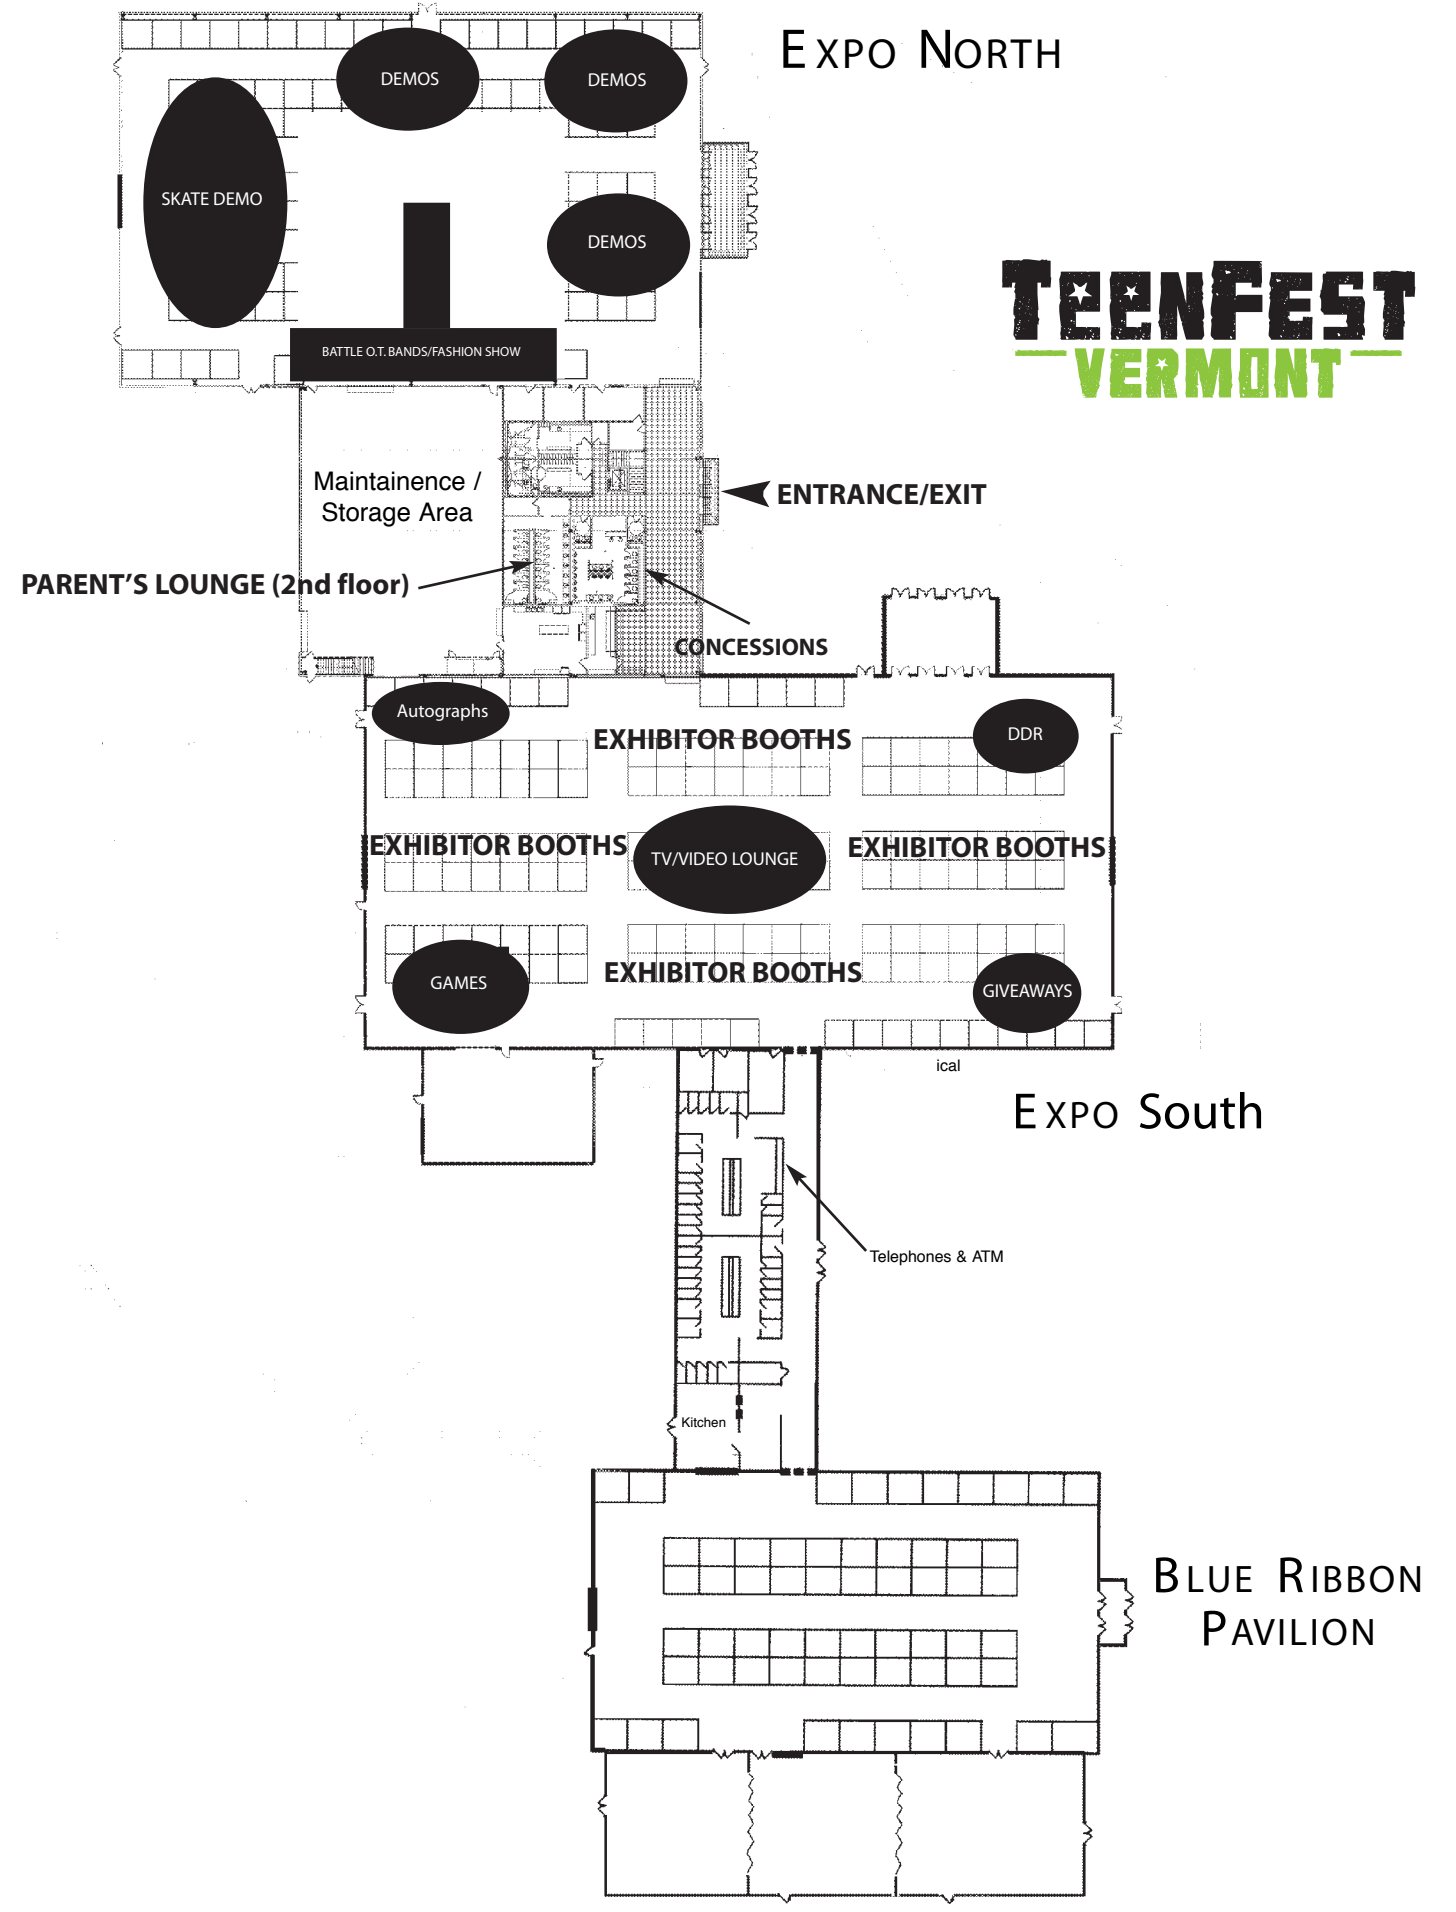 EXPO NORTH
DEMOS
DEMOS
SKATE DEMO
DEMOS
TEENFEST
VERMONT
BATTLE O.T. BANDS/FASHION SHOW
Maintainence /
Storage Area
ENTRANCE/EXIT
PARENT'S LOUNGE (2nd floor)
CONCESSIONS
Autographs
EXHIBITOR BOOTHS
DDR
EXHIBITOR BOOTHS
TV/VIDEO LOUNGE
EXHIBITOR BOOTHS
EXHIBITOR BOOTHS
GAMES
GIVEAWAYS
ical
EXPO South
Telephones & ATM
Kitchen
BLUE RIBBON
PAVILION